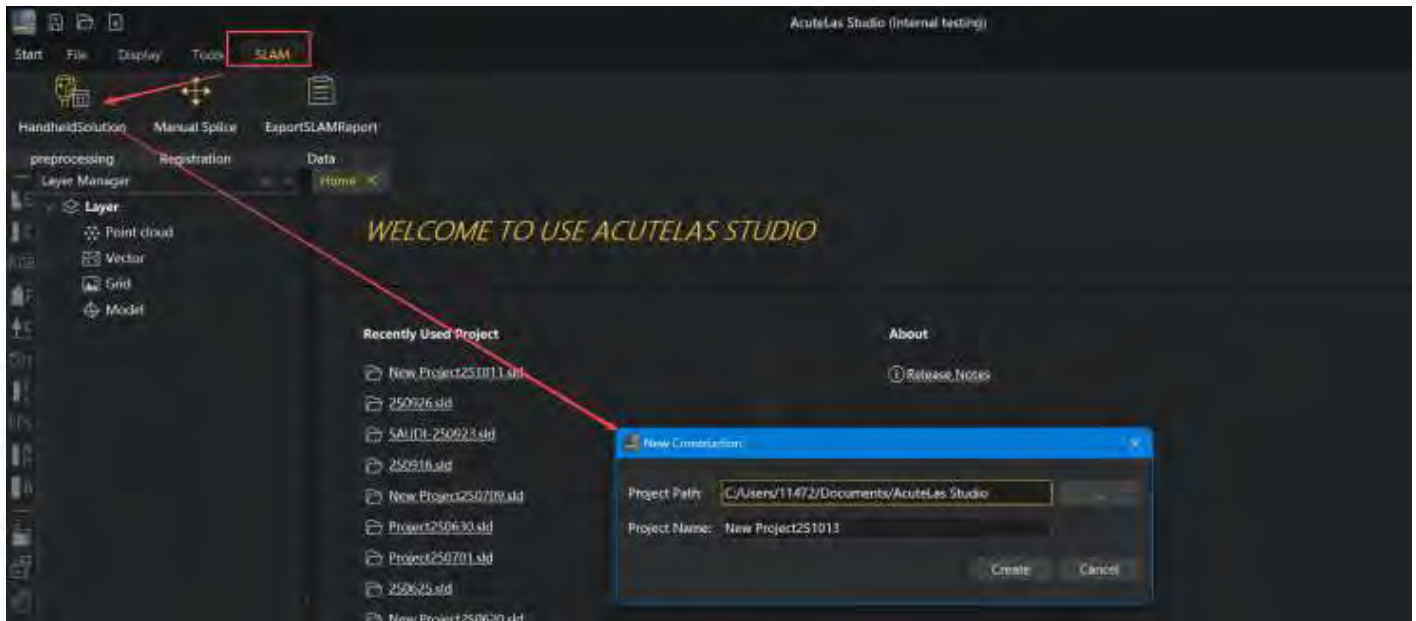 AcuteLas Studio (Internal testing)
Start File Display Tools SLAM
HandheldSolution Manual Splice ExportSLAMReport
preprocessing Registration Data
Layer Manager
Home
Layer
Point cloud
Vector
Grid
Model
WELCOME TO USE ACUTELAS STUDIO
Recently Used Project
New Project251011.sld
250926.sld
SAUDI-250923.sld
250916.sld
New Project250709.sld
Project250630.sld
Project250701.sld
250625.sld
New Project250620.sld
About
Release Notes
New Construction
Project Path: C:/Users/11472/Documents/AcuteLas Studio
Project Name: New Project251013
Create Cancel